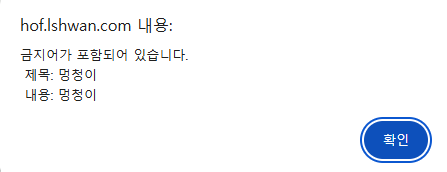 hof.lshwan.com 내용:
금지어가 포함되어 있습니다.
제목: 멍청이
내용: 멍청이
확인